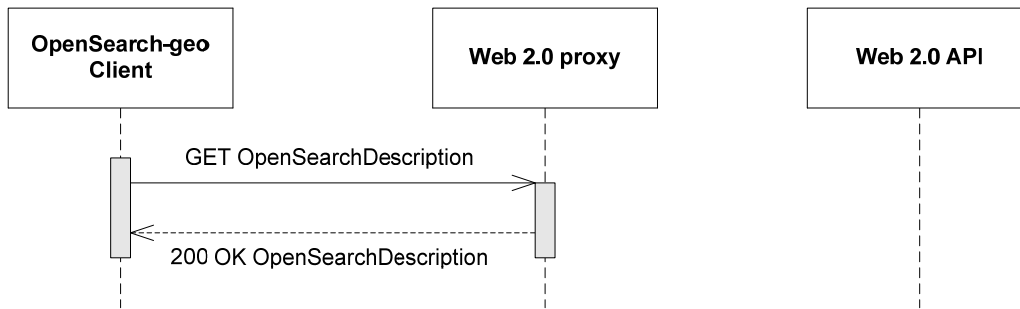 OpenSearch-geo
Client
Web 2.0 proxy
Web 2.0 API
GET OpenSearchDescription
200 OK OpenSearchDescription